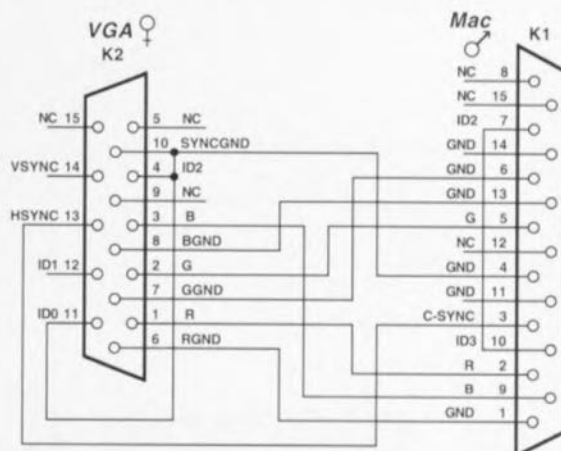 VGA ♀
K2
NC 15
5 NC
10 SYNCGND
VSYNC 14
4 ID2
9 NC
HSYNC 13
3 B
8 BGND
ID1 12
2 G
7 GGND
ID0 11
1 R
6 RGND
Mac
♂
K1
NC 8
NC 15
ID2 7
GND 14
GND 6
GND 13
G 5
NC 12
GND 4
GND 11
C-SYNC 3
ID3 10
R 2
B 9
GND 1